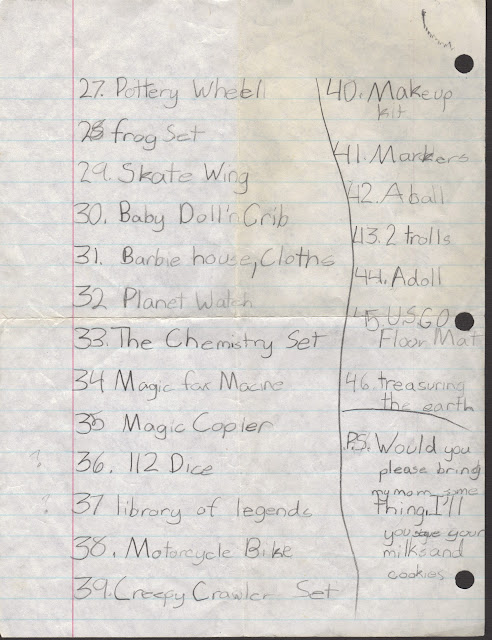 27. Pottery Wheell
28 frog Set
29. Skate Wing
30. Baby Doll'n Crib
31. Barbie house, Cloths
32 Planet Watch
33. The Chemistry Set
34 Magic fax Macine
35 Magic Copier
? 36. 112 Dice
? 37 library of legends
38. Motorcycle Bike
39. Creepy Crawler Set
40. Makeup
kit
41. Markers
42. A ball
43. 2 trolls
44. A doll
45. U.S.GO
Floor Mat
46. treasuring
the earth
P.S. Would you
please bring
my mom some
thing, I'll
you your
milks and
cookies